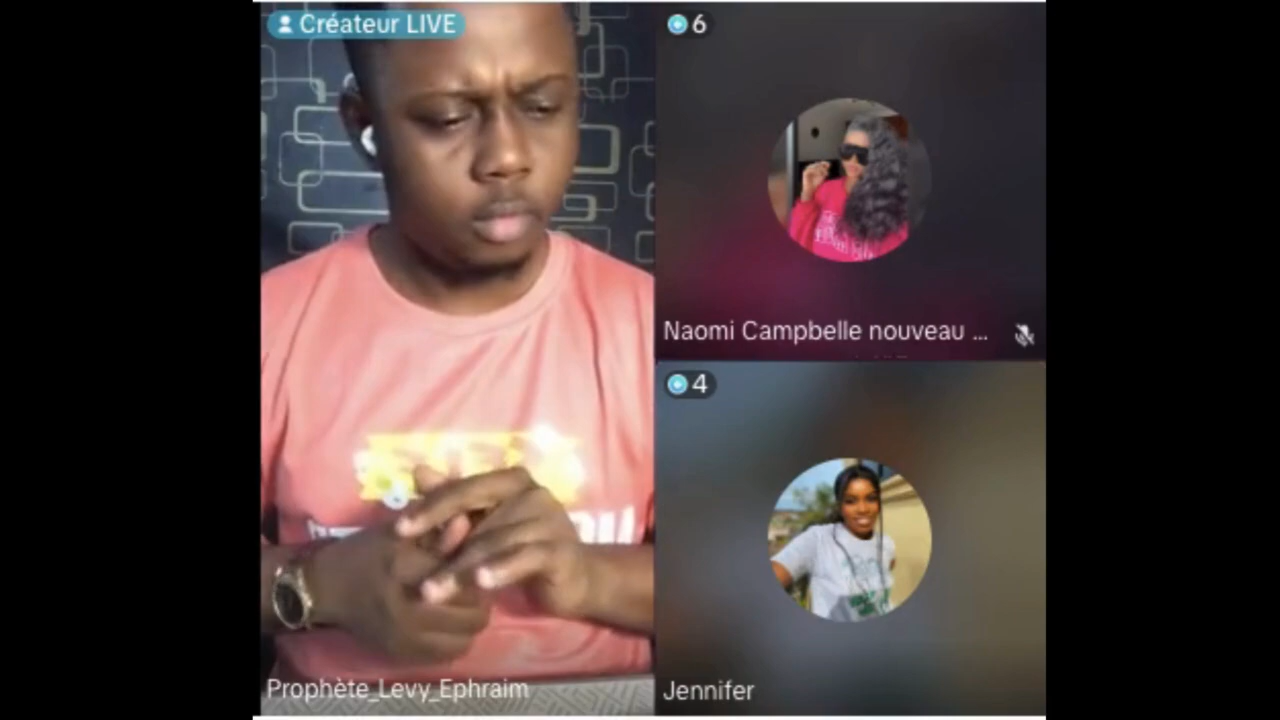 Créateur LIVE
6
Naomi Campbelle nouveau ...
4
Prophète_Levy_Ephraim
Jennifer